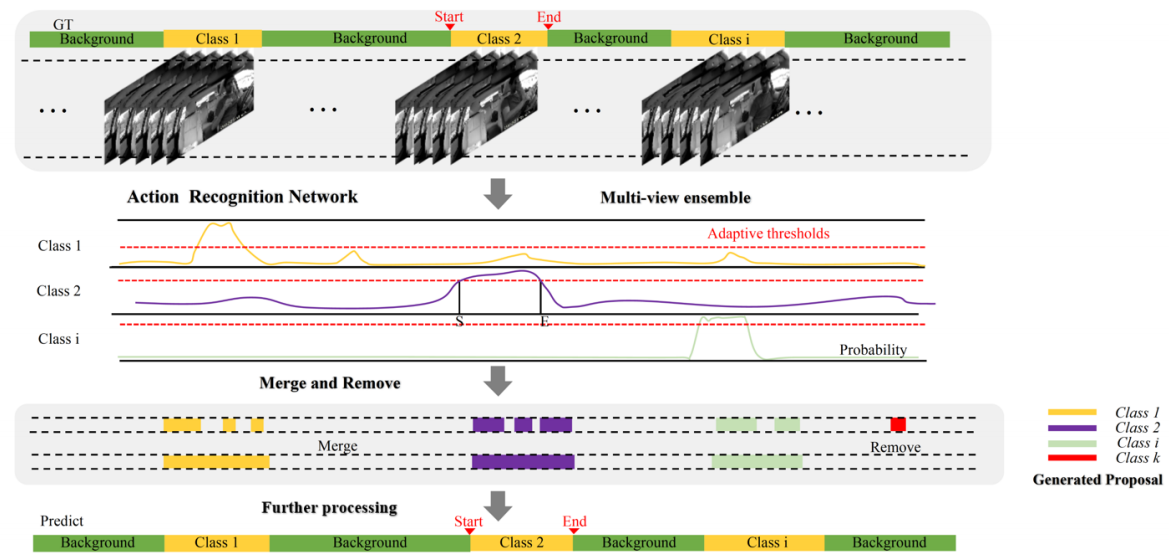 GT
Start
End
Background
Class 1
Background
Class 2
Background
Class i
Background
...
...
...
...
Action Recognition Network
Multi-view ensemble
Class 1
Adaptive thresholds
Class 2
S
E
Class i
Probability
Merge and Remove
Merge
Remove
Class 1
Class 2
Class i
Class k
Generated Proposal
Further processing
Predict
Start
End
Background
Class 1
Background
Class 2
Background
Class i
Background